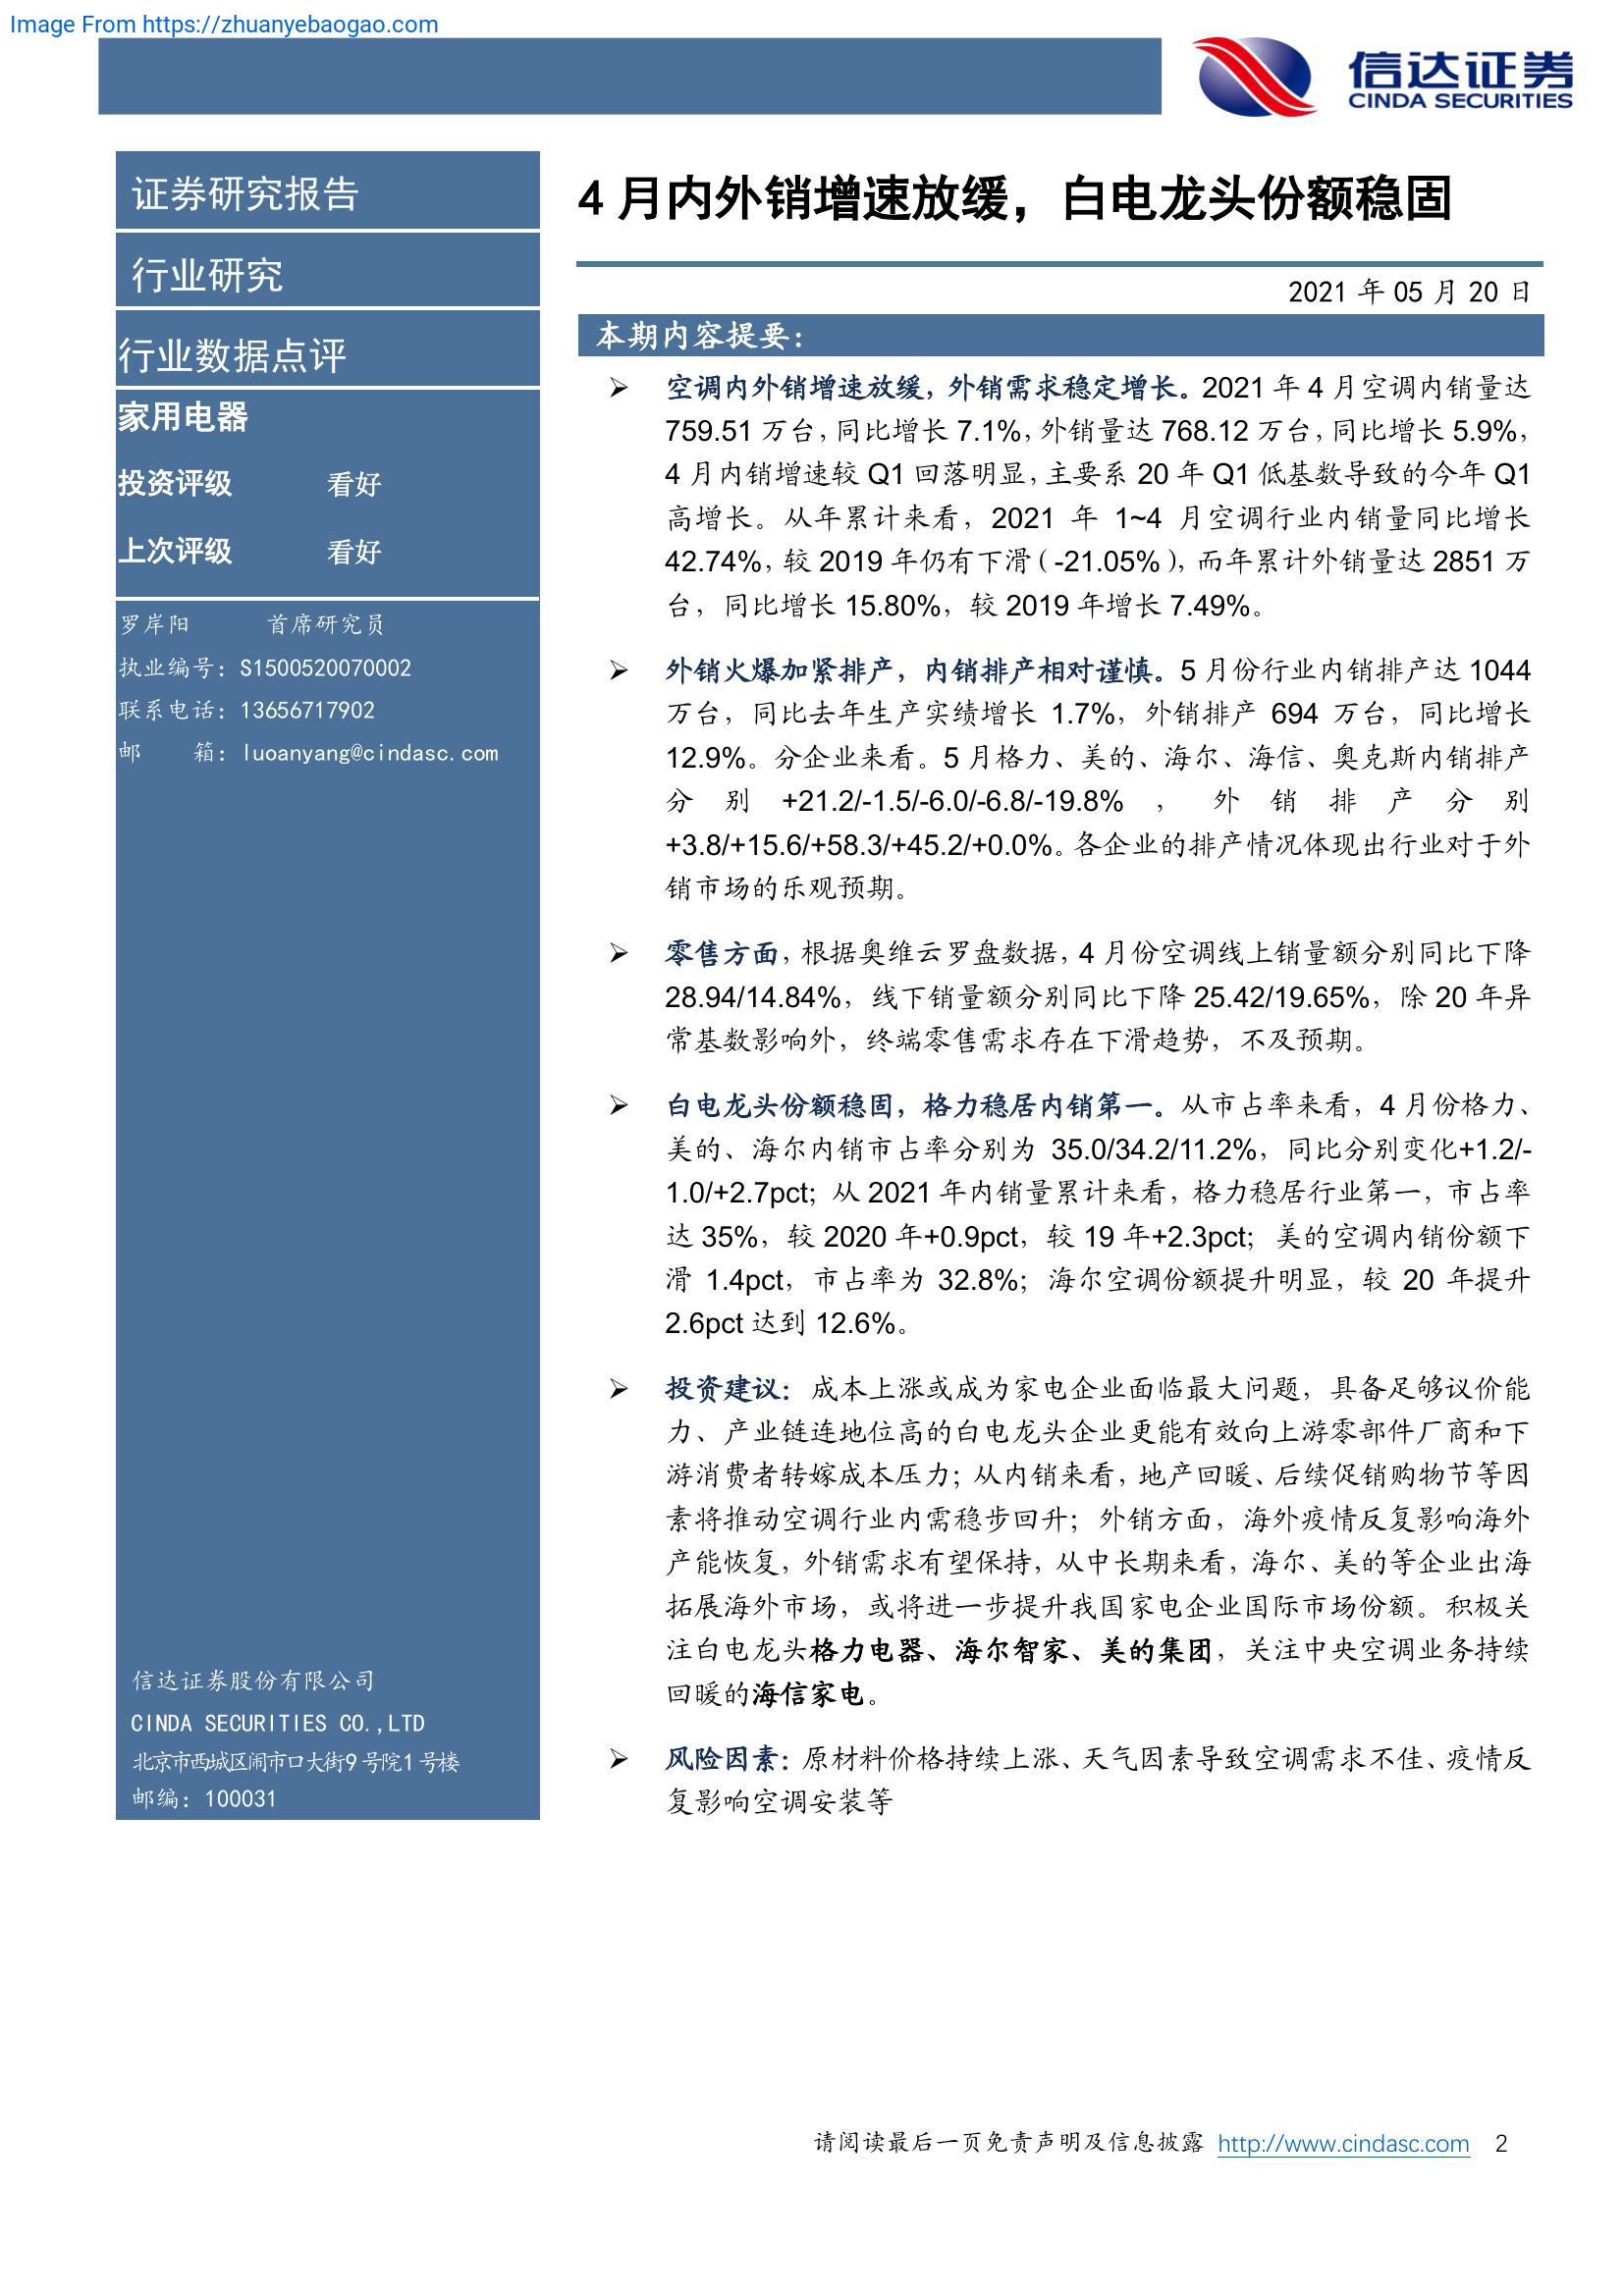 Image From https://zhuanyebaogao.com
信达证券
CINDA SECURITIES
证券研究报告
行业研究
行业数据点评
家用电器
投资评级 看好
上次评级 看好
罗岸阳 首席研究员
执业编号：S1500520070002
联系电话：13656717902
邮 箱：luoanyang@cindasc.com
信达证券股份有限公司
CINDA SECURITIES CO.,LTD
北京市西城区闹市口大街9号院1号楼
邮编：100031
4 月内外销增速放缓，白电龙头份额稳固
2021 年 05 月 20 日
本期内容提要：
➢ 空调内外销增速放缓，外销需求稳定增长。2021 年 4 月空调内销量达
759.51 万台，同比增长 7.1%，外销量达 768.12 万台，同比增长 5.9%，
4 月内销增速较 Q1 回落明显，主要系 20 年 Q1 低基数导致的今年 Q1
高增长。从年累计来看，2021 年 1~4 月空调行业内销量同比增长
42.74%，较 2019 年仍有下滑（-21.05%），而年累计外销量达 2851 万
台，同比增长 15.80%，较 2019 年增长 7.49%。
➢ 外销火爆加紧排产，内销排产相对谨慎。5 月份行业内销排产达 1044
万台，同比去年生产实绩增长 1.7%，外销排产 694 万台，同比增长
12.9%。分企业来看。5 月格力、美的、海尔、海信、奥克斯内销排产
分别 +21.2/-1.5/-6.0/-6.8/-19.8% ，外销排产分别
+3.8/+15.6/+58.3/+45.2/+0.0%。各企业的排产情况体现出行业对于外
销市场的乐观预期。
➢ 零售方面，根据奥维云罗盘数据，4 月份空调线上销量额分别同比下降
28.94/14.84%，线下销量额分别同比下降 25.42/19.65%，除 20 年异
常基数影响外，终端零售需求存在下滑趋势，不及预期。
➢ 白电龙头份额稳固，格力稳居内销第一。从市占率来看，4 月份格力、
美的、海尔内销市占率分别为 35.0/34.2/11.2%，同比分别变化+1.2/-
1.0/+2.7pct；从 2021 年内销量累计来看，格力稳居行业第一，市占率
达 35%，较 2020 年+0.9pct，较 19 年+2.3pct；美的空调内销份额下
滑 1.4pct，市占率为 32.8%；海尔空调份额提升明显，较 20 年提升
2.6pct 达到 12.6%。
➢ 投资建议：成本上涨或成为家电企业面临最大问题，具备足够议价能
力、产业链连地位高的白电龙头企业更能有效向上游零部件厂商和下
游消费者转嫁成本压力；从内销来看，地产回暖、后续促销购物节等因
素将推动空调行业内需稳步回升；外销方面，海外疫情反复影响海外
产能恢复，外销需求有望保持，从中长期来看，海尔、美的等企业出海
拓展海外市场，或将进一步提升我国家电企业国际市场份额。积极关
注白电龙头格力电器、海尔智家、美的集团，关注中央空调业务持续
回暖的海信家电。
➢ 风险因素：原材料价格持续上涨、天气因素导致空调需求不佳、疫情反
复影响空调安装等
请阅读最后一页免责声明及信息披露 http://www.cindasc.com 2